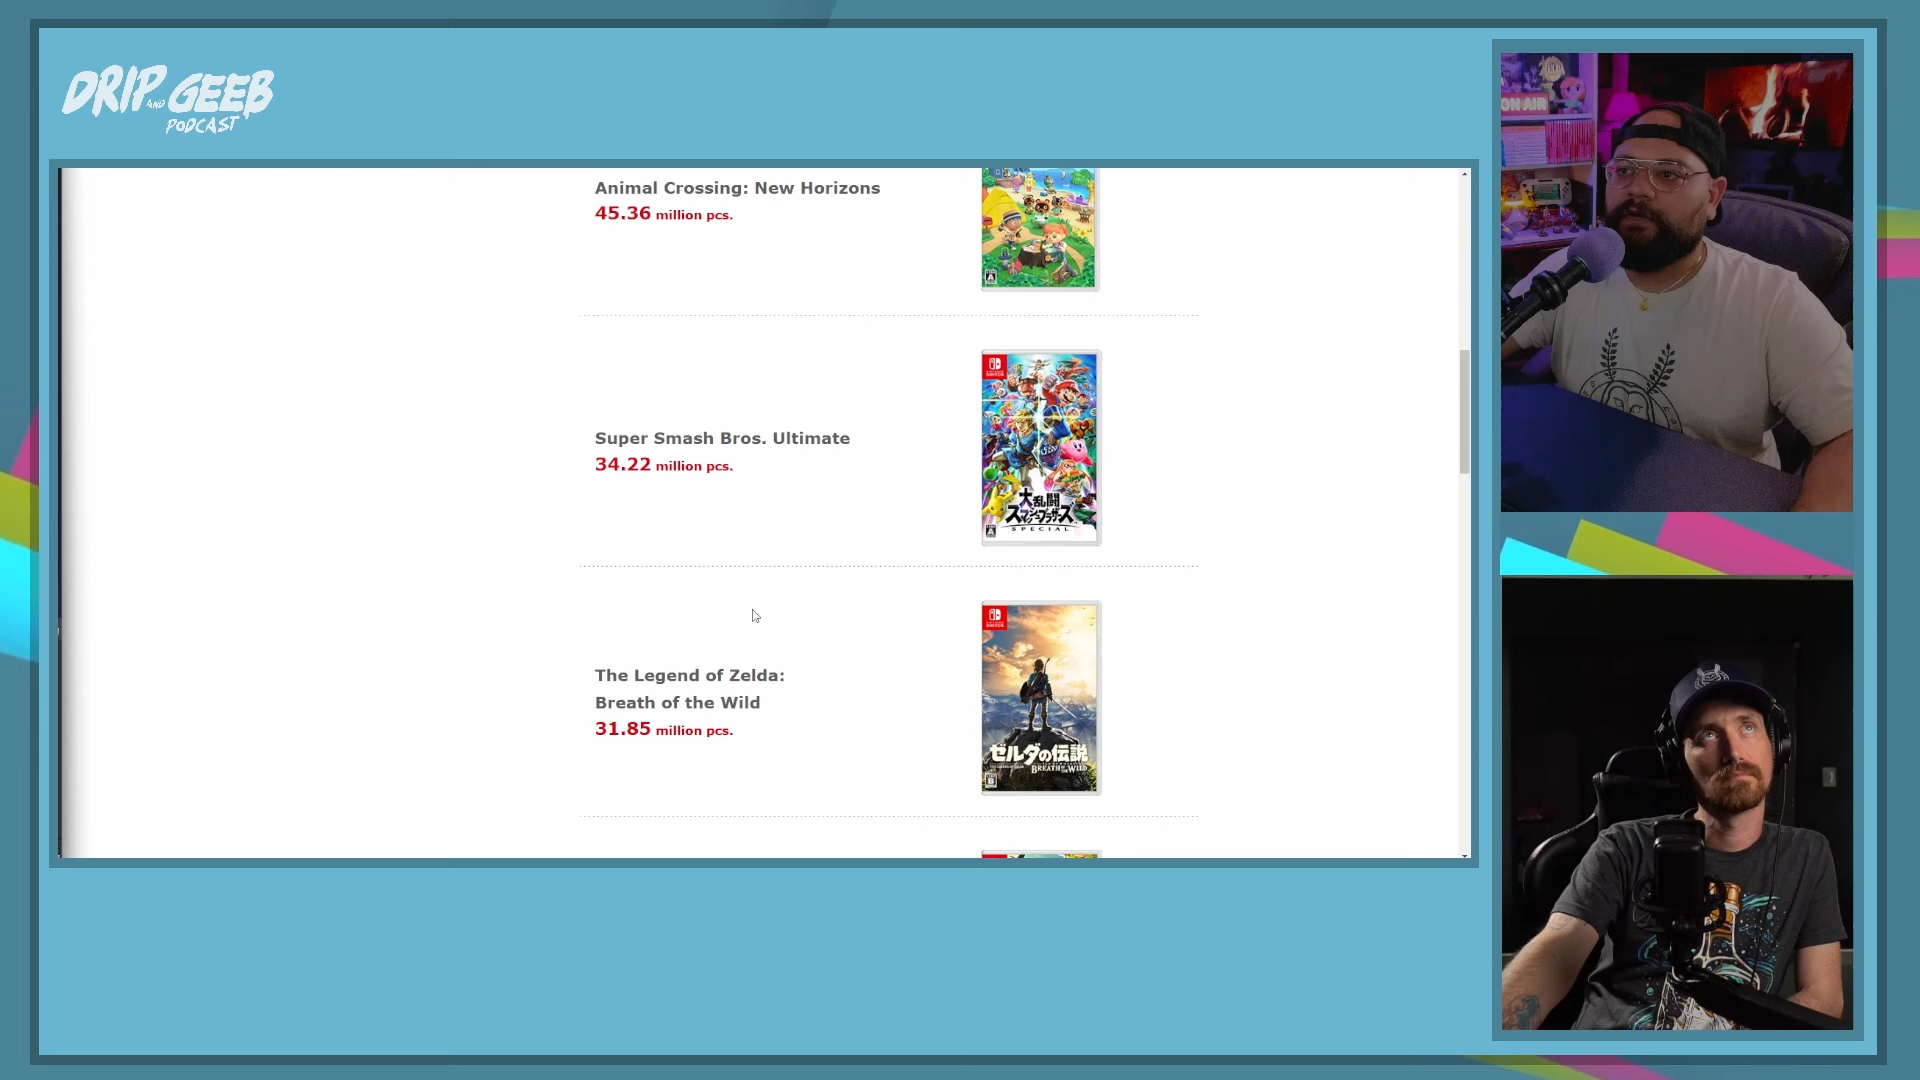 DRIP AND GEEB
PODCAST
Animal Crossing: New Horizons
45.36 million pcs.
Super Smash Bros. Ultimate
34.22 million pcs.
大乱闘
スマッシュブラザーズ
SPECIAL
The Legend of Zelda:
Breath of the Wild
31.85 million pcs.
ゼルダの伝説
BREATH OF THE WILD
ON AIR